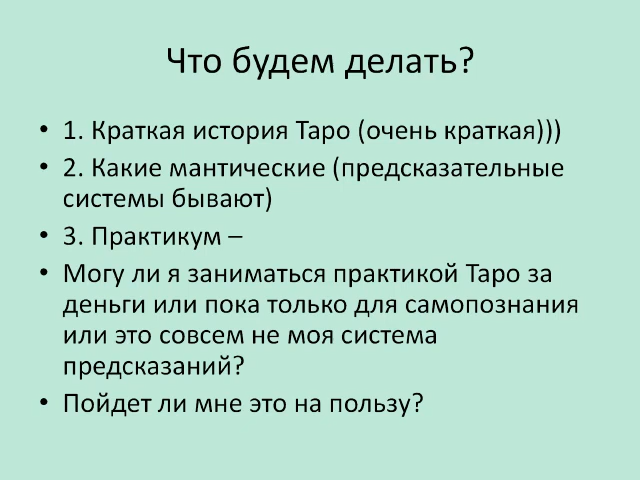 Что будем делать?
• 1. Краткая история Таро (очень краткая)))
• 2. Какие мантические (предсказательные
системы бывают)
• 3. Практикум –
• Могу ли я заниматься практикой Таро за
деньги или пока только для самопознания
или это совсем не моя система
предсказаний?
• Пойдет ли мне это на пользу?